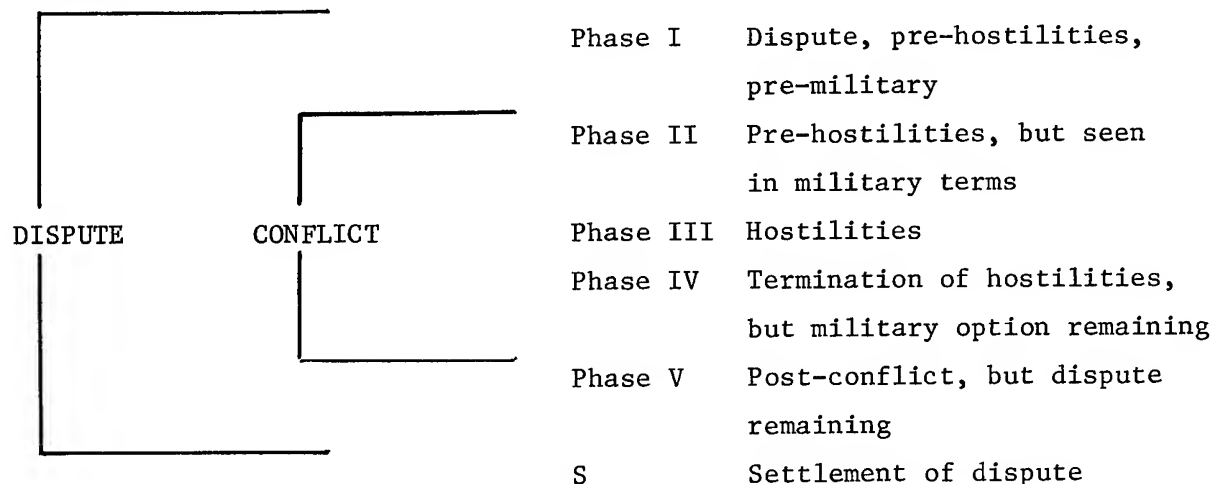 Phase I Dispute, pre-hostilities,
pre-military
Phase II Pre-hostilities, but seen
in military terms
DISPUTE CONFLICT Phase III Hostilities
Phase IV Termination of hostilities,
but military option remaining
Phase V Post-conflict, but dispute
remaining
S Settlement of dispute